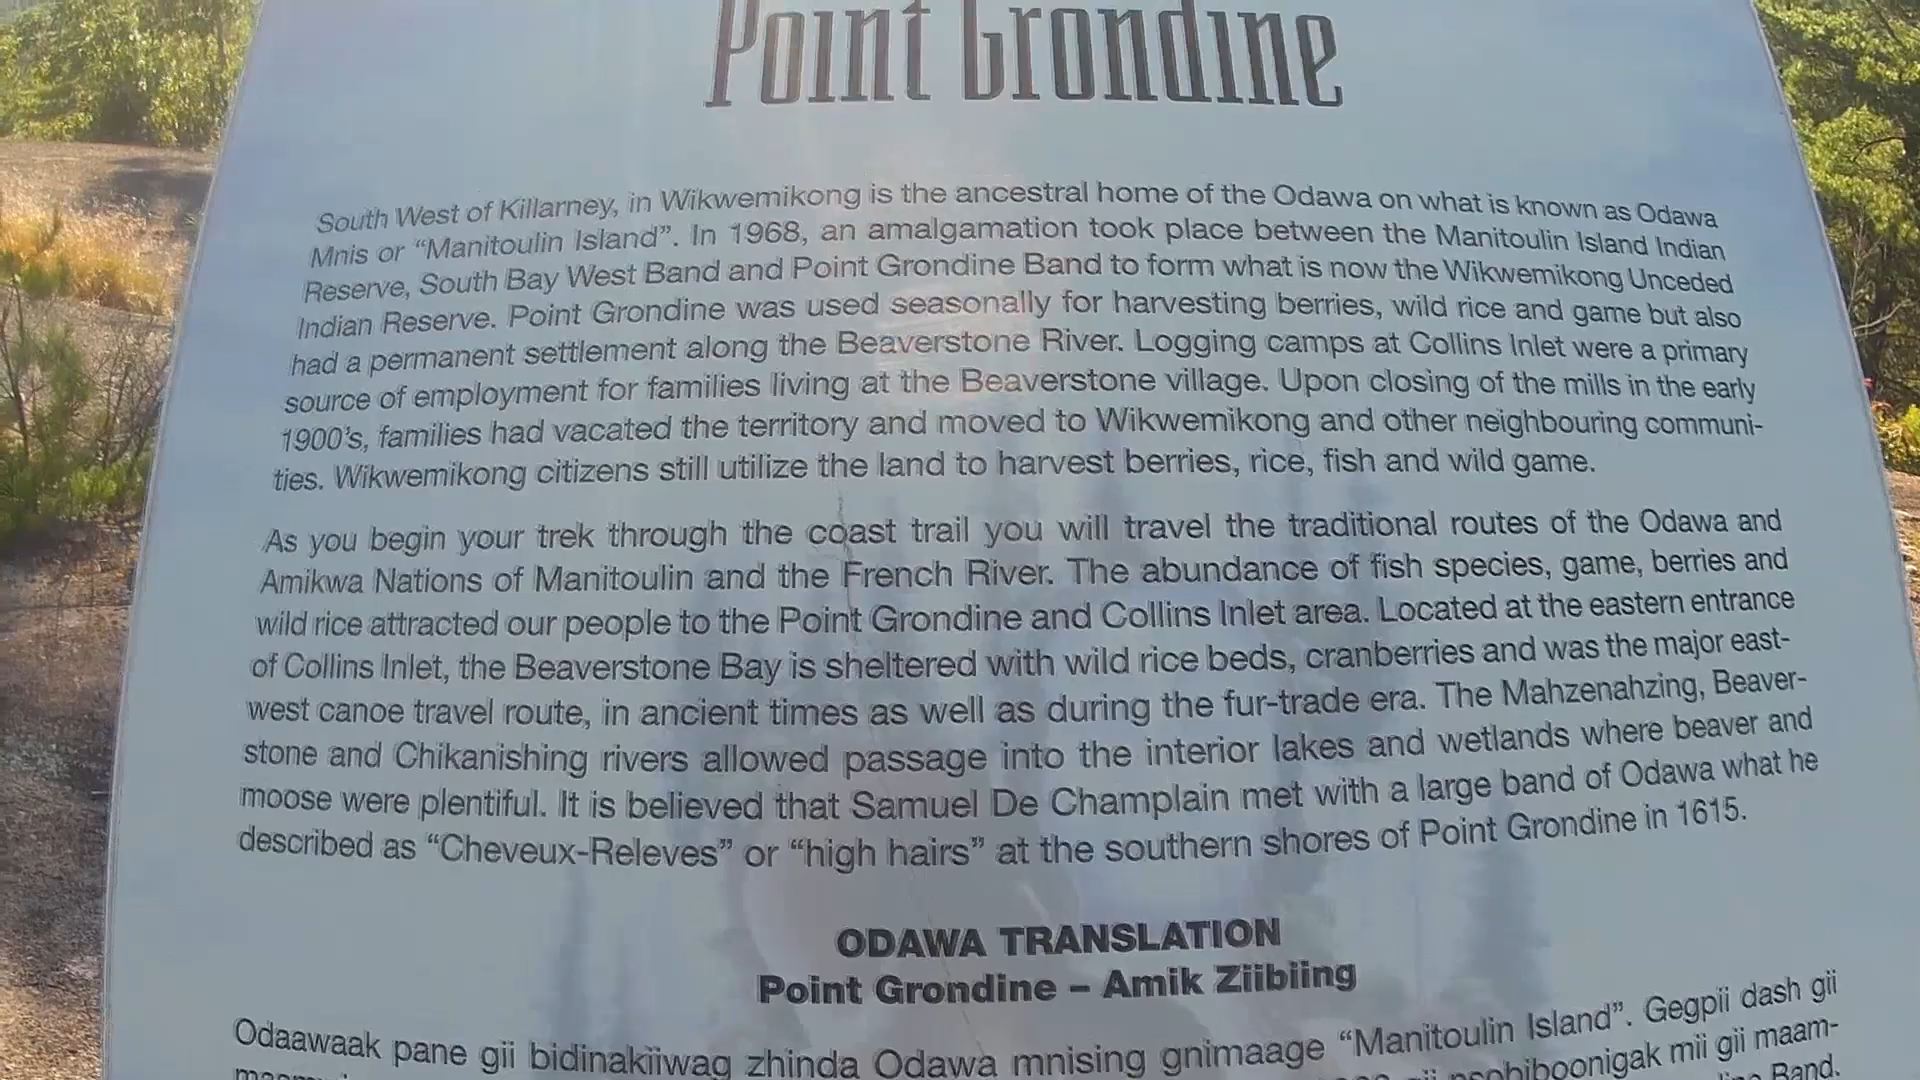 Point Grondine
South West of Killarney, in Wikwemikong is the ancestral home of the Odawa on what is known as Odawa
Mnis or “Manitoulin Island”. In 1968, an amalgamation took place between the Manitoulin Island Indian
Reserve, South Bay West Band and Point Grondine Band to form what is now the Wikwemikong Unceded
Indian Reserve. Point Grondine was used seasonally for harvesting berries, wild rice and game but also
had a permanent settlement along the Beaverstone River. Logging camps at Collins Inlet were a primary
source of employment for families living at the Beaverstone village. Upon closing of the mills in the early
1900’s, families had vacated the territory and moved to Wikwemikong and other neighbouring communi-
ties. Wikwemikong citizens still utilize the land to harvest berries, rice, fish and wild game.
As you begin your trek through the coast trail you will travel the traditional routes of the Odawa and
Amikwa Nations of Manitoulin and the French River. The abundance of fish species, game, berries and
wild rice attracted our people to the Point Grondine and Collins Inlet area. Located at the eastern entrance
of Collins Inlet, the Beaverstone Bay is sheltered with wild rice beds, cranberries and was the major east-
west canoe travel route, in ancient times as well as during the fur-trade era. The Mahzenahzing, Beaver-
stone and Chikanishing rivers allowed passage into the interior lakes and wetlands where beaver and
moose were plentiful. It is believed that Samuel De Champlain met with a large band of Odawa what he
described as “Cheveux-Releves” or “high hairs” at the southern shores of Point Grondine in 1615.
ODAWA TRANSLATION
Point Grondine – Amik Ziibiing
Odaawaak pane gii bidinakiiwag zhinda Odawa mnising gnimaage “Manitoulin Island”. Gegpii dash gii
mii gii maam-
Band.